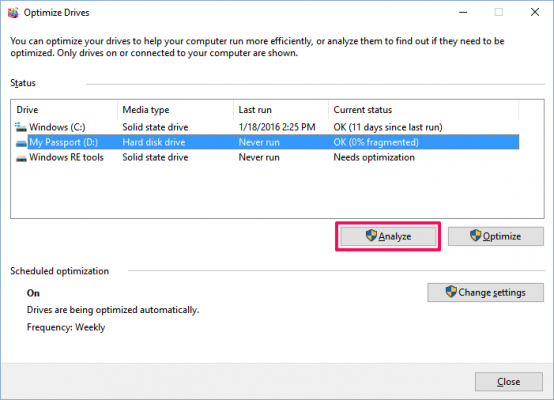 Optimize Drives
You can optimize your drives to help your computer run more efficiently, or analyze them to find out if they need to be
optimized. Only drives on or connected to your computer are shown.
Status
Drive Media type Last run Current status
Windows (C:) Solid state drive 1/18/2016 2:25 PM OK (11 days since last run)
My Passport (D:) Hard disk drive Never run OK (0% fragmented)
Windows RE tools Solid state drive Never run Needs optimization
Analyze Optimize
Scheduled optimization
On Change settings
Drives are being optimized automatically.
Frequency: Weekly
Close